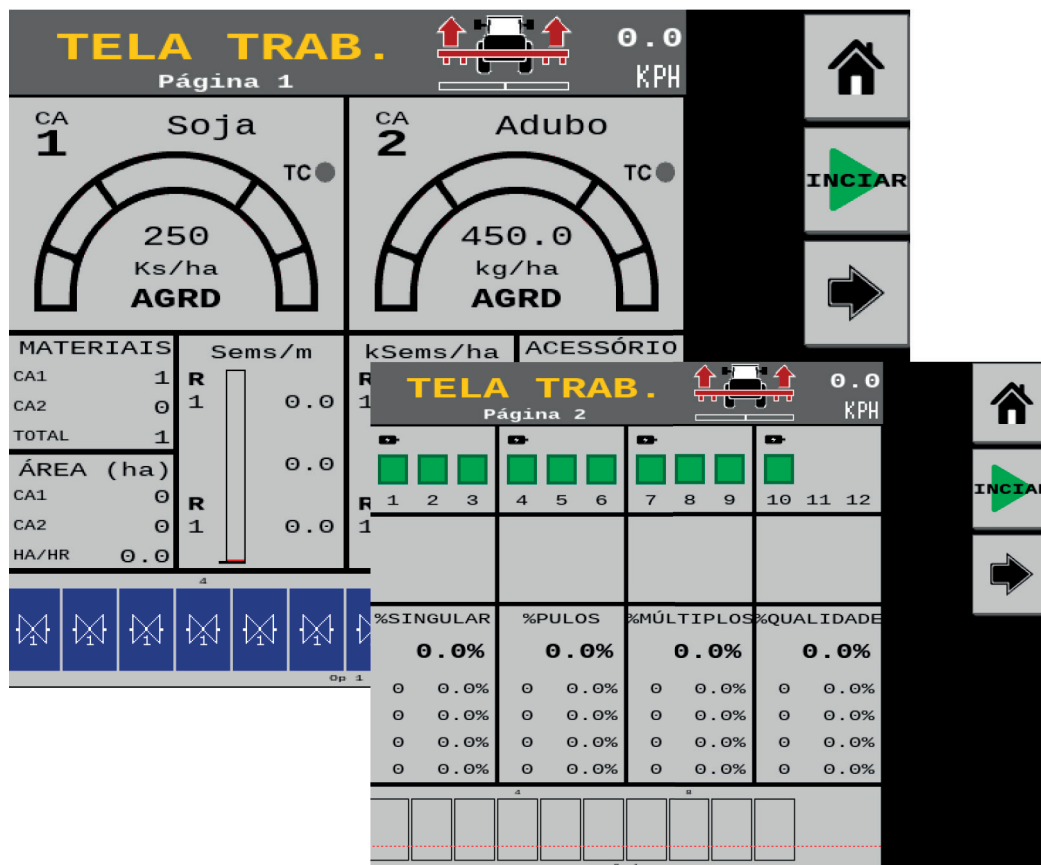 TELA TRAB.
Página 1
0.0
KPH
CA
1
Soja
TC
250
Ks/ha
AGRD
CA
2
Adubo
TC
450.0
kg/ha
AGRD
INCIAR
MATERIAIS
CA1 1
CA2 0
TOTAL 1
ÁREA (ha)
CA1 0
CA2 0
HA/HR 0.0
Sems/m
R
1 0.0
0.0
R
1 0.0
kSems/ha
ACESSÓRIO
4
1 1 1 1 1 1
Op 1
TELA TRAB.
Página 2
0.0
KPH
1 2 3 4 5 6 7 8 9 10 11 12
%SINGULAR %PULOS %MÚLTIPLOS %QUALIDADE
0.0% 0.0% 0.0% 0.0%
0 0.0% 0 0.0% 0 0.0% 0 0.0%
0 0.0% 0 0.0% 0 0.0% 0 0.0%
0 0.0% 0 0.0% 0 0.0% 0 0.0%
0 0.0% 0 0.0% 0 0.0% 0 0.0%
4 8